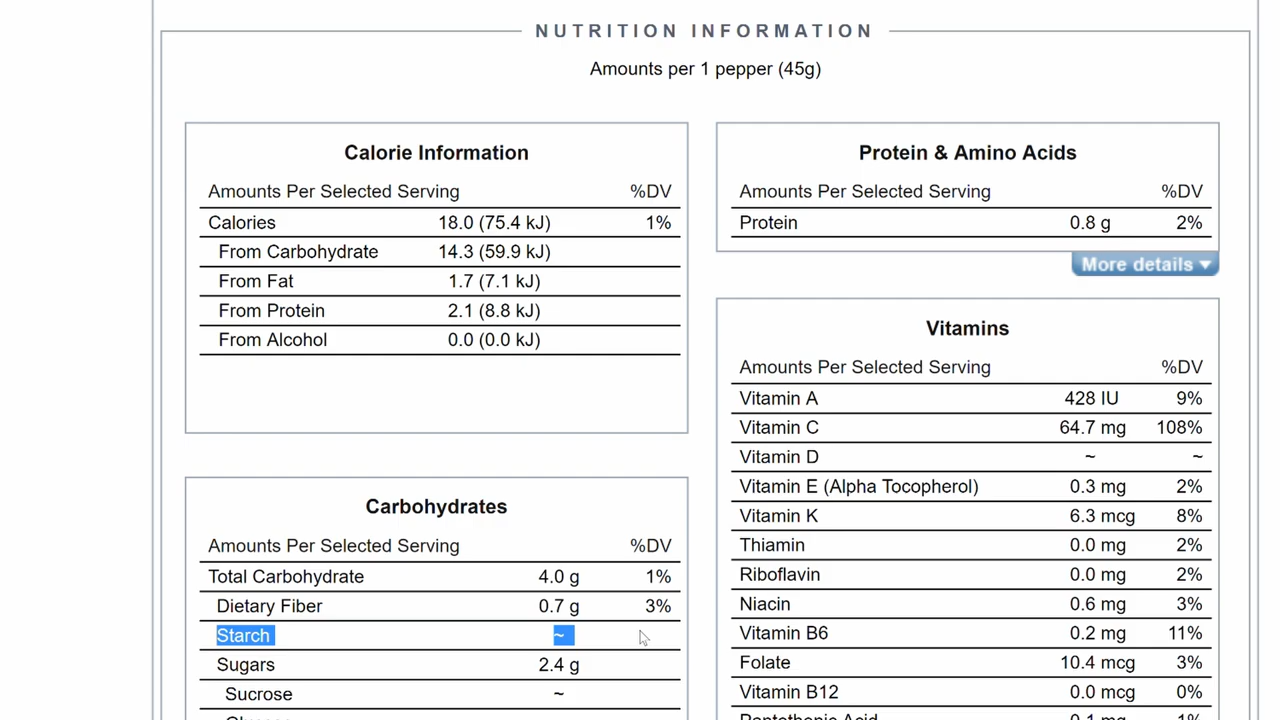 NUTRITION INFORMATION
Amounts per 1 pepper (45g)
Calorie Information
Amounts Per Selected Serving %DV
Calories 18.0 (75.4 kJ) 1%
From Carbohydrate 14.3 (59.9 kJ)
From Fat 1.7 (7.1 kJ)
From Protein 2.1 (8.8 kJ)
From Alcohol 0.0 (0.0 kJ)
Carbohydrates
Amounts Per Selected Serving %DV
Total Carbohydrate 4.0 g 1%
Dietary Fiber 0.7 g 3%
Starch ~
Sugars 2.4 g
Sucrose ~
Protein & Amino Acids
Amounts Per Selected Serving %DV
Protein 0.8 g 2%
More details
Vitamins
Amounts Per Selected Serving %DV
Vitamin A 428 IU 9%
Vitamin C 64.7 mg 108%
Vitamin D ~ ~
Vitamin E (Alpha Tocopherol) 0.3 mg 2%
Vitamin K 6.3 mcg 8%
Thiamin 0.0 mg 2%
Riboflavin 0.0 mg 2%
Niacin 0.6 mg 3%
Vitamin B6 0.2 mg 11%
Folate 10.4 mcg 3%
Vitamin B12 0.0 mcg 0%
Pantothenic Acid 0.1 mg 1%